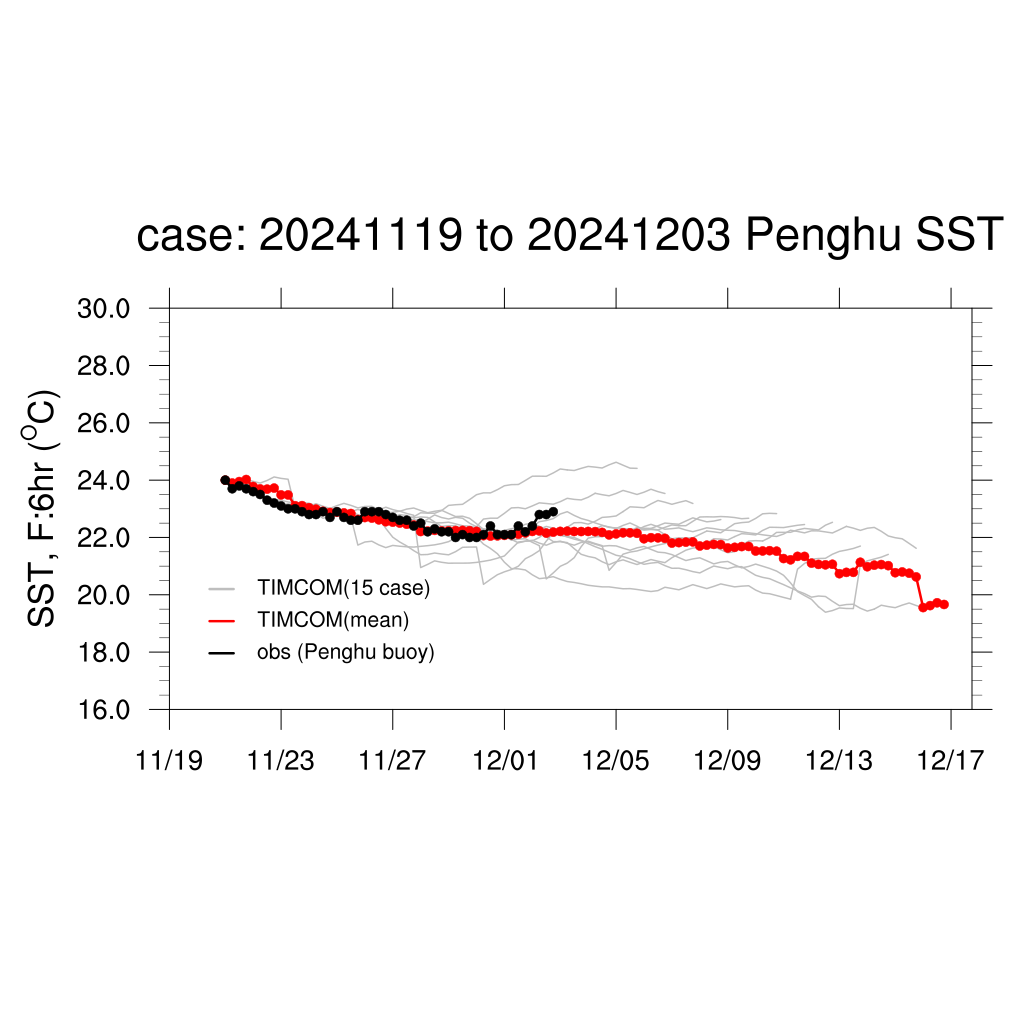 case: 20241119 to 20241203 Penghu SST
30.0
28.0
26.0
24.0
22.0
20.0
18.0
16.0
SST, F:6hr (°C)
TIMCOM(15 case)
TIMCOM(mean)
obs (Penghu buoy)
11/19 11/23 11/27 12/01 12/05 12/09 12/13 12/17